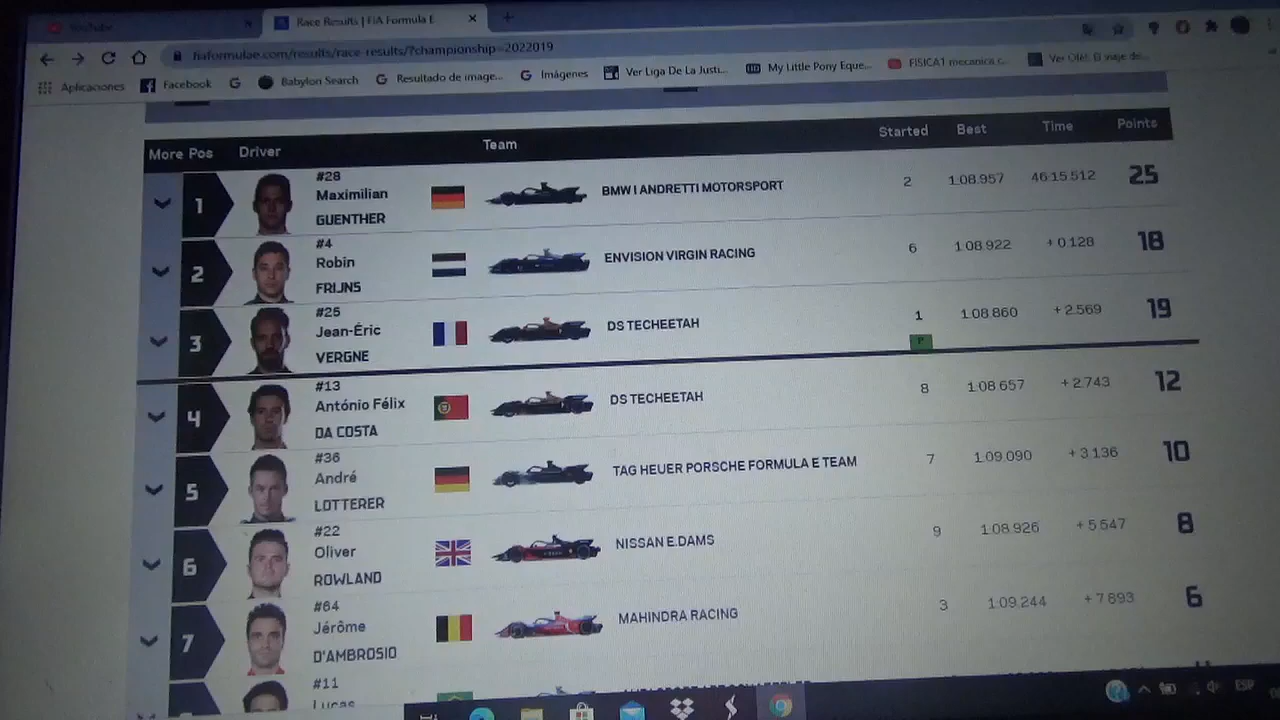 YouTube
Race Results | FIA Formula E
fiaformulae.com/results/race-results/?championship=2022019
Aplicaciones
Facebook
Babylon Search
Resultado de image...
Imágenes
Ver Liga De La Justi...
My Little Pony Eque...
FISICA1 mecanica c...
Ver Olé! El viaje de...
More Pos Driver Team Started Best Time Points
1 #28 Maximilian GUENTHER BMW I ANDRETTI MOTORSPORT 2 1:08.957 46:15.512 25
2 #4 Robin FRIJNS ENVISION VIRGIN RACING 6 1:08.922 + 0.128 18
3 #25 Jean-Éric VERGNE DS TECHEETAH 1 P 1:08.860 + 2.569 19
4 #13 António Félix DA COSTA DS TECHEETAH 8 1:08.657 + 2.743 12
5 #36 André LOTTERER TAG HEUER PORSCHE FORMULA E TEAM 7 1:09.090 + 3.136 10
6 #22 Oliver ROWLAND NISSAN E.DAMS 9 1:08.926 + 5.547 8
7 #64 Jérôme D'AMBROSIO MAHINDRA RACING 3 1:09.244 + 7.893 6
#11
Lucas
ESP